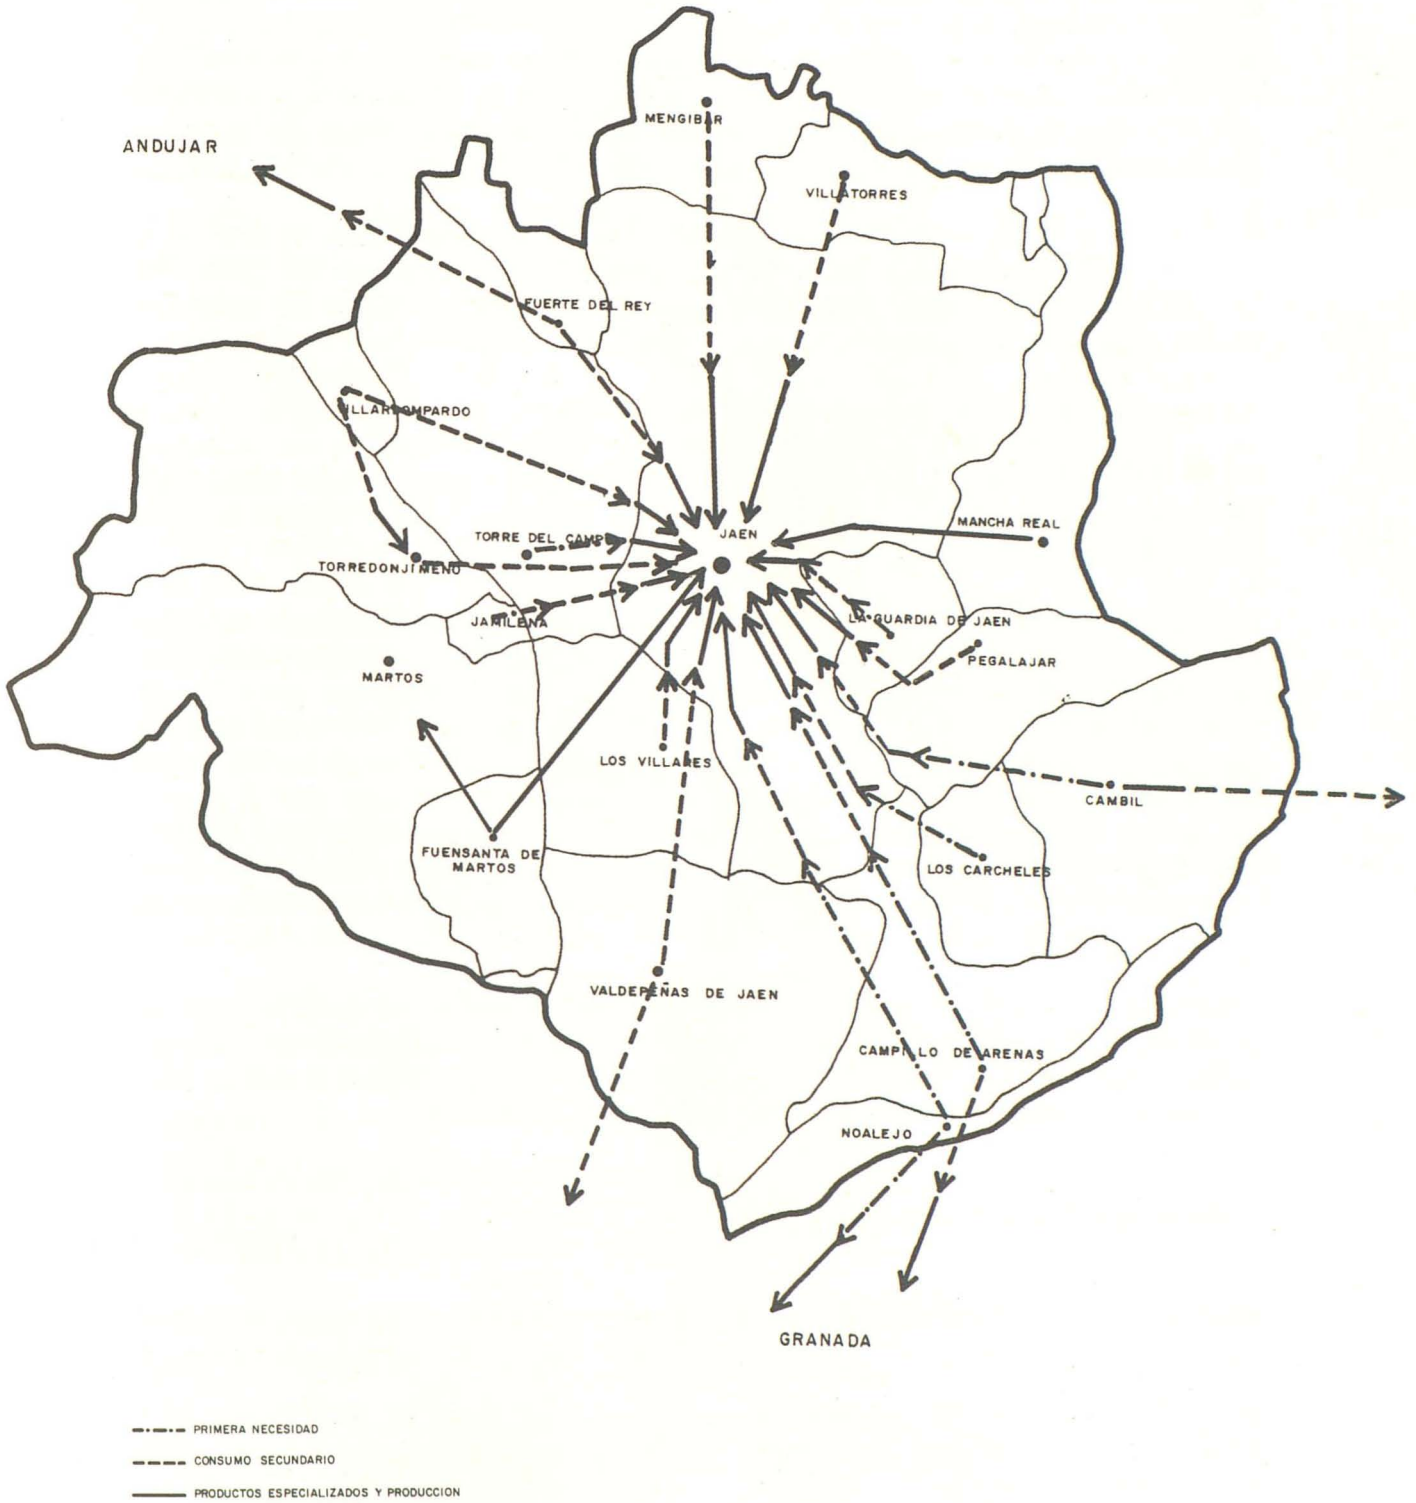 MENGIBAR
ANDUJAR
VILLATORRES
FUERTE DEL REY
VILLARDOMPARDO
MANCHA REAL
JAEN
TORRE DEL CAMPO
TORREDONJIMENO
JAMILENA
LA GUARDIA DE JAEN
PEGALAJAR
MARTOS
LOS VILLARES
CAMBIL
FUENSANTA DE
MARTOS
LOS CARCHELES
VALDEPEÑAS DE JAEN
CAMPILLO DE ARENAS
NOALEJO
GRANADA
PRIMERA NECESIDAD
CONSUMO SECUNDARIO
PRODUCTOS ESPECIALIZADOS Y PRODUCCION